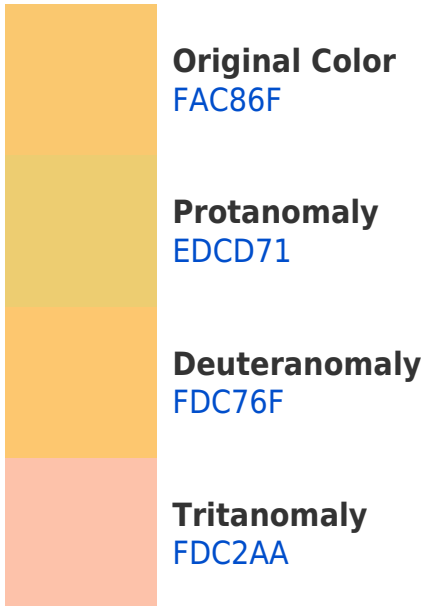 Original Color
FAC86F
Protanomaly
EDCD71
Deuteranomaly
FDC76F
Tritanomaly
FDC2AA